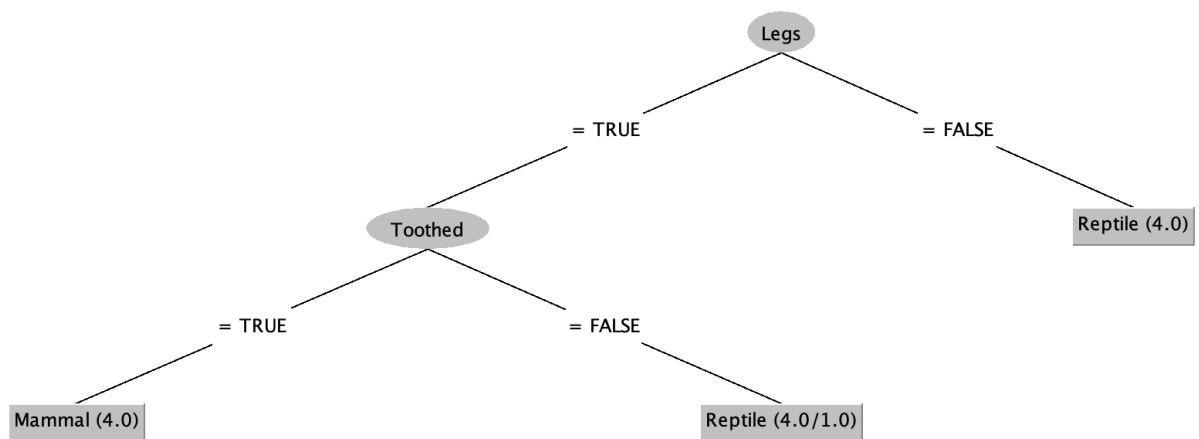 Legs
= TRUE
= FALSE
Toothed
Reptile (4.0)
= TRUE
= FALSE
Mammal (4.0)
Reptile (4.0/1.0)